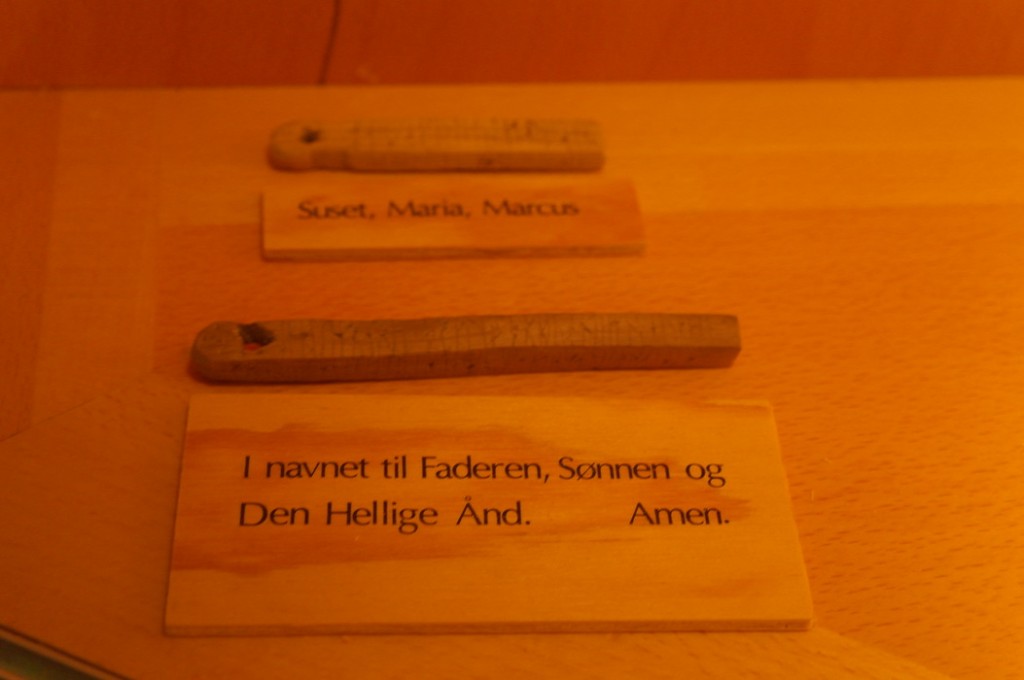 Suset, Maria, Marcus
I navnet til Faderen, Sønnen og
Den Hellige Ånd. Amen.